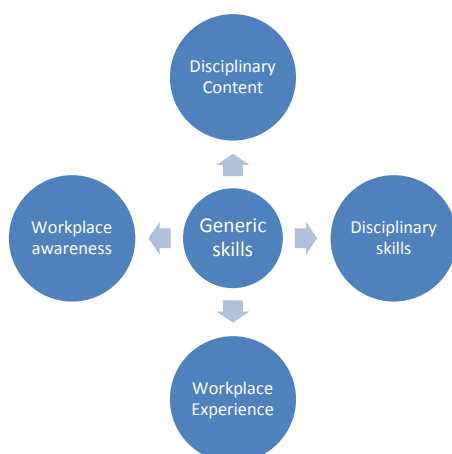 Disciplinary
Content
Workplace
awareness
Generic
skills
Disciplinary
skills
Workplace
Experience